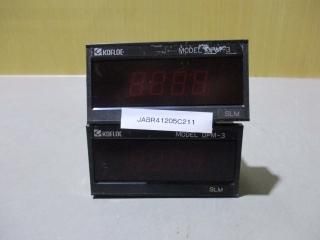 KOFLOC
MODEL DPM-3
SLM
JABR41205C211
KOFLOC
MODEL DPM-3
SLM